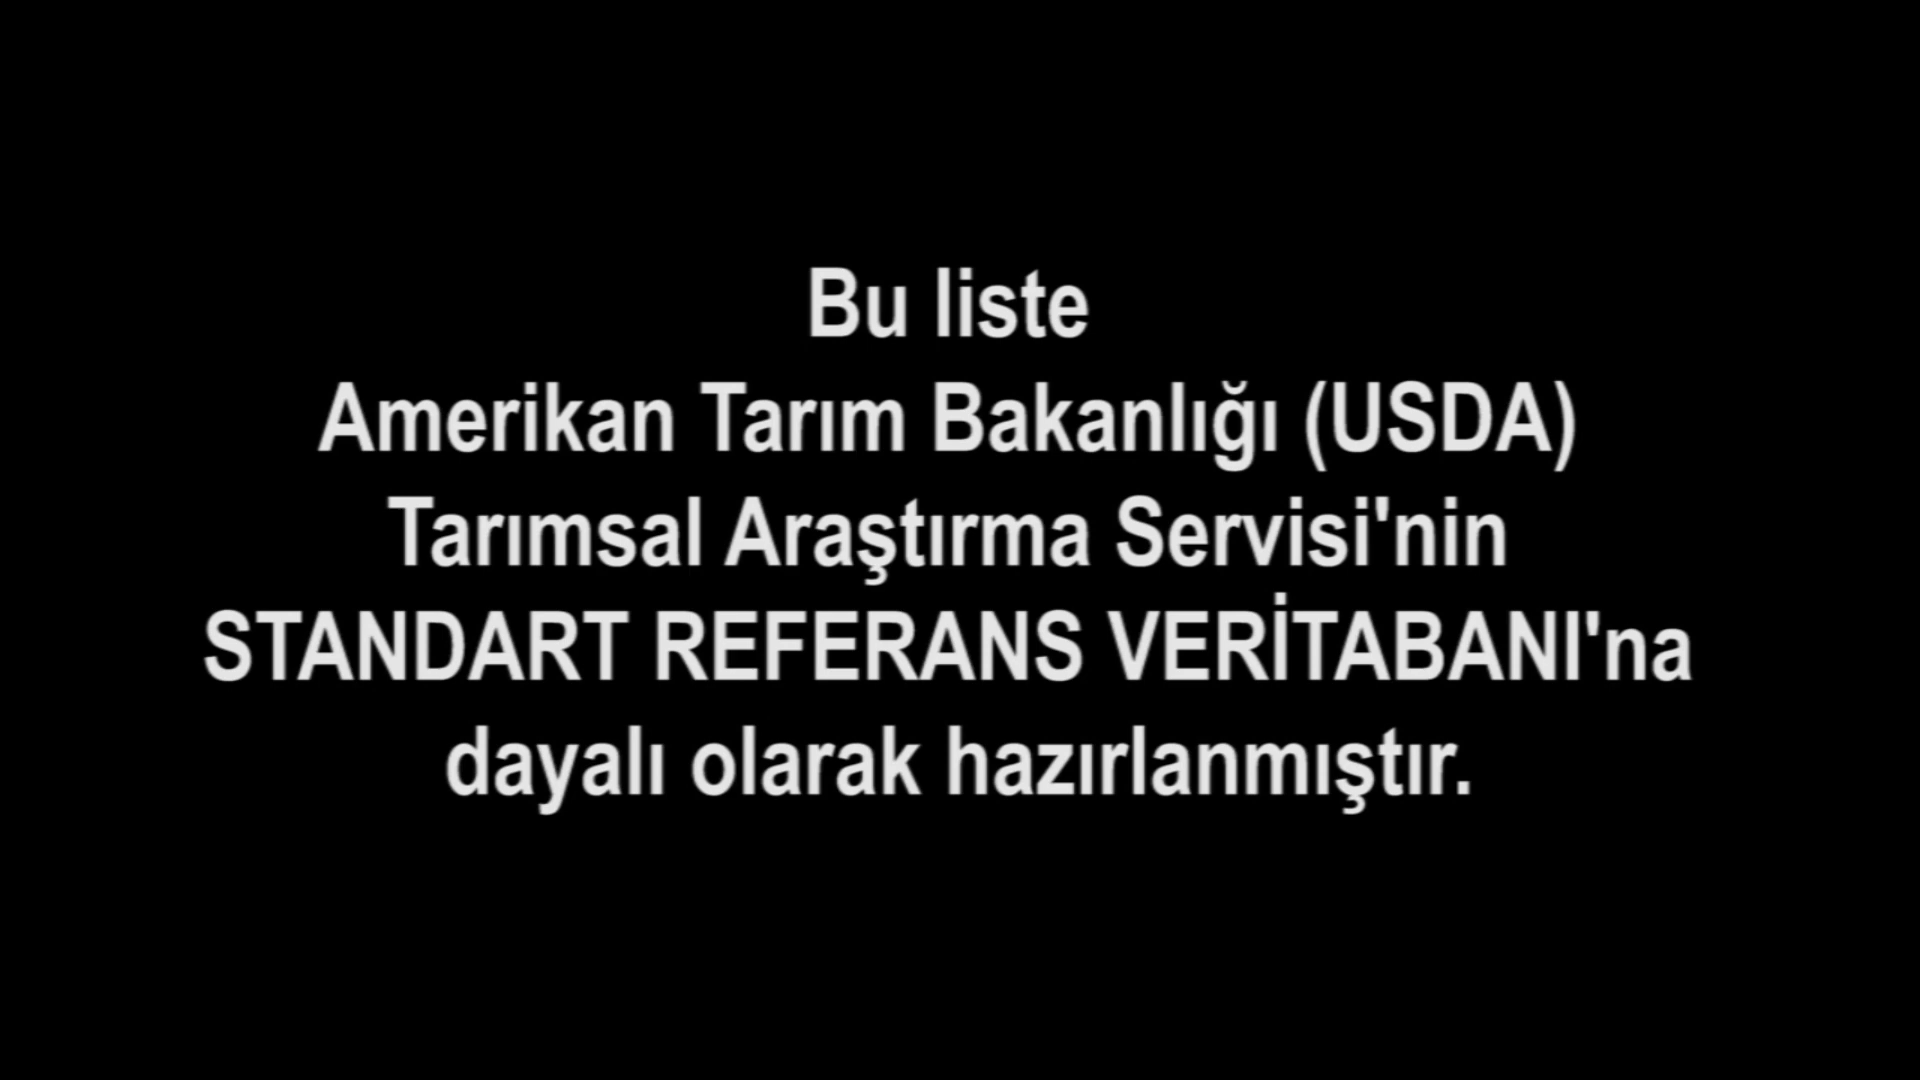 Bu liste
Amerikan Tarım Bakanlığı (USDA)
Tarımsal Araştırma Servisi'nin
STANDART REFERANS VERİTABANI'na
dayalı olarak hazırlanmıştır.